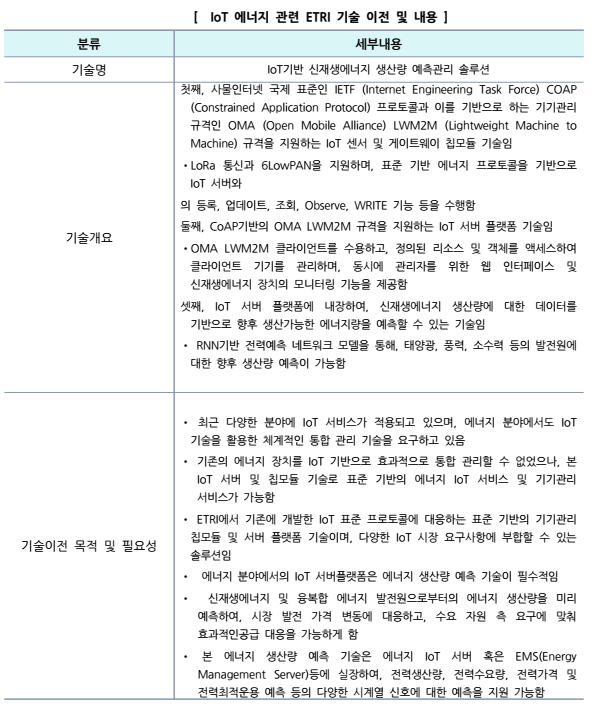 [ IoT 에너지 관련 ETRI 기술 이전 및 내용 ]
분류
세부내용
기술명
IoT기반 신재생에너지 생산량 예측관리 솔루션
기술개요
첫째, 사물인터넷 국제 표준인 IETF (Internet Engineering Task Force) COAP
(Constrained Application Protocol) 프로토콜과 이를 기반으로 하는 기기관리
규격인 OMA (Open Mobile Alliance) LWM2M (Lightweight Machine to
Machine) 규격을 지원하는 IoT 센서 및 게이트웨이 칩모듈 기술임
•LoRa 통신과 6LowPAN을 지원하며, 표준 기반 에너지 프로토콜을 기반으로
IoT 서버와
의 등록, 업데이트, 조회, Observe, WRITE 기능 등을 수행함
둘째, CoAP기반의 OMA LWM2M 규격을 지원하는 IoT 서버 플랫폼 기술임
•OMA LWM2M 클라이언트를 수용하고, 정의된 리소스 및 객체를 액세스하여
클라이언트 기기를 관리하며, 동시에 관리자를 위한 웹 인터페이스 및
신재생에너지 장치의 모니터링 기능을 제공함
셋째, IoT 서버 플랫폼에 내장하여, 신재생에너지 생산량에 대한 데이터를
기반으로 향후 생산가능한 에너지량을 예측할 수 있는 기술임
• RNN기반 전력예측 네트워크 모델을 통해, 태양광, 풍력, 소수력 등의 발전원에
대한 향후 생산량 예측이 가능함
기술이전 목적 및 필요성
• 최근 다양한 분야에 IoT 서비스가 적용되고 있으며, 에너지 분야에서도 IoT
기술을 활용한 체계적인 통합 관리 기술을 요구하고 있음
• 기존의 에너지 장치를 IoT 기반으로 효과적으로 통합 관리할 수 없었으나, 본
IoT 서버 및 칩모듈 기술로 표준 기반의 에너지 IoT 서비스 및 기기관리
서비스가 가능함
• ETRI에서 기존에 개발한 IoT 표준 프로토콜에 대응하는 표준 기반의 기기관리
칩모듈 및 서버 플랫폼 기술이며, 다양한 IoT 시장 요구사항에 부합할 수 있는
솔루션임
• 에너지 분야에서의 IoT 서버플랫폼은 에너지 생산량 예측 기술이 필수적임
• 신재생에너지 및 융복합 에너지 발전원으로부터의 에너지 생산량을 미리
예측하여, 시장 발전 가격 변동에 대응하고, 수요 자원 측 요구에 맞춰
효과적인공급 대응을 가능하게 함
• 본 에너지 생산량 예측 기술은 에너지 IoT 서버 혹은 EMS(Energy
Management Server)등에 실장하여, 전력생산량, 전력수요량, 전력가격 및
전력최적운용 예측 등의 다양한 시계열 신호에 대한 예측을 지원 가능함